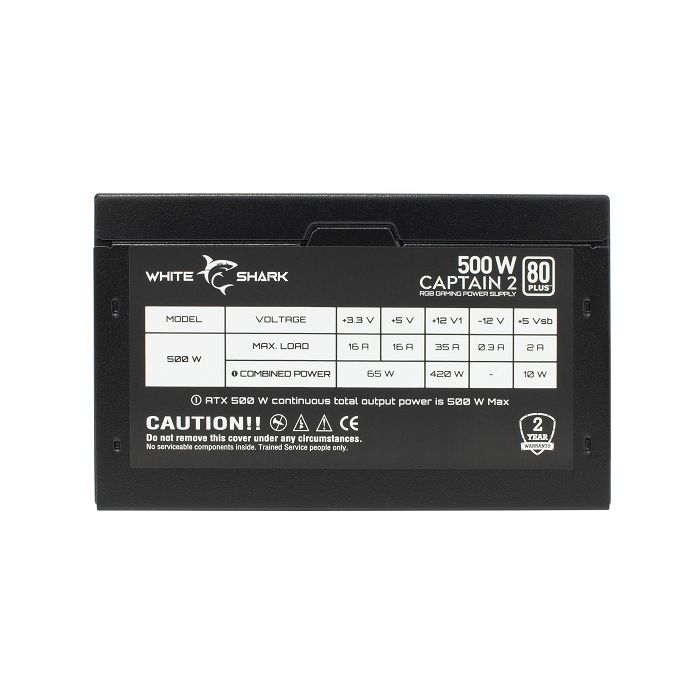 WHITE SHARK
500 W
CAPTAIN 2
RGB GAMING POWER SUPPLY
80
PLUS
MODEL VOLTAGE +3.3 V +5 V +12 V1 -12 V +5 Vsb
500 W MAX. LOAD 16 A 16 A 35 A 0.3 A 2 A
COMBINED POWER 65 W 420 W - 10 W
ATX 500 W continuous total output power is 500 W Max
CAUTION!! CE
Do not remove this cover under any circumstances.
No serviceable components inside. Trained Service people only.
2
YEAR
WARRANTY